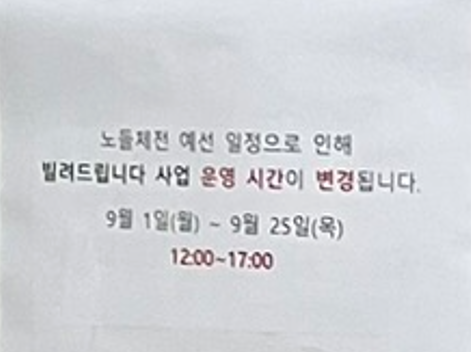 노들제전 예선 일정으로 인해
빌려드립니다 사업 운영 시간이 변경됩니다.
9월 1일(월) ~ 9월 25일(목)
12:00~17:00